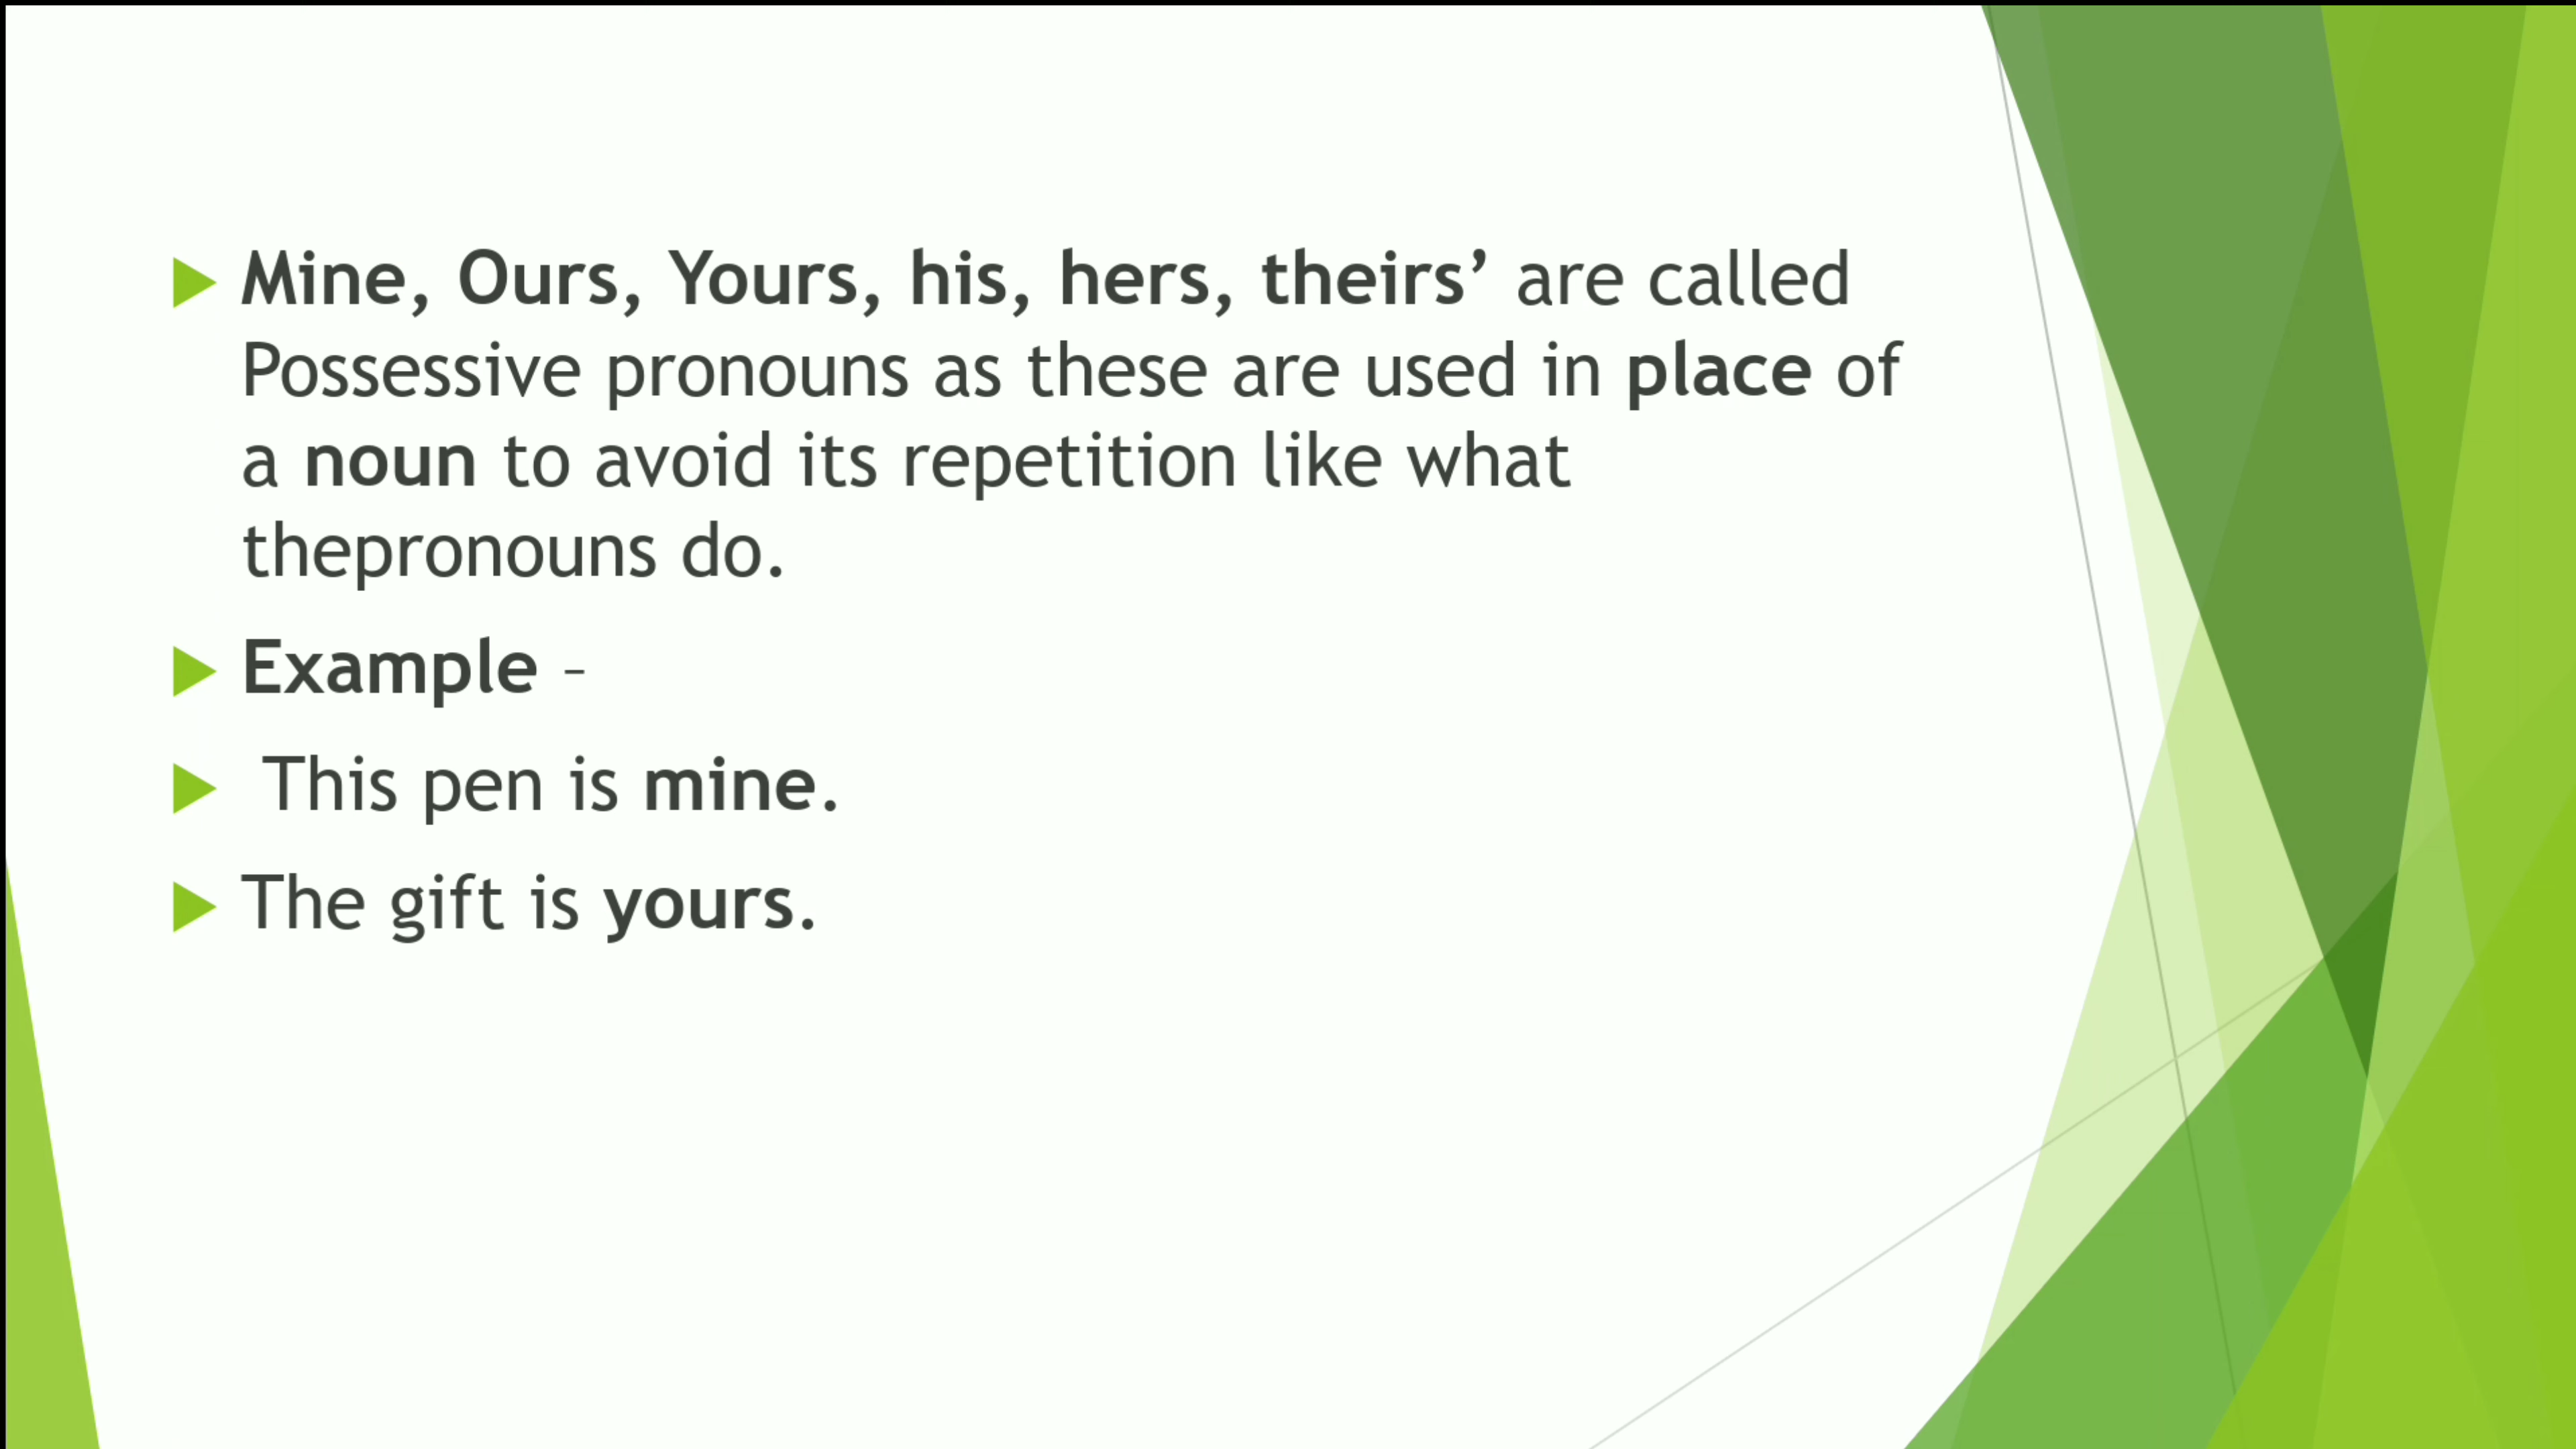 Mine, Ours, Yours, his, hers, theirs’ are called
Possessive pronouns as these are used in place of
a noun to avoid its repetition like what
thepronouns do.
Example –
This pen is mine.
The gift is yours.